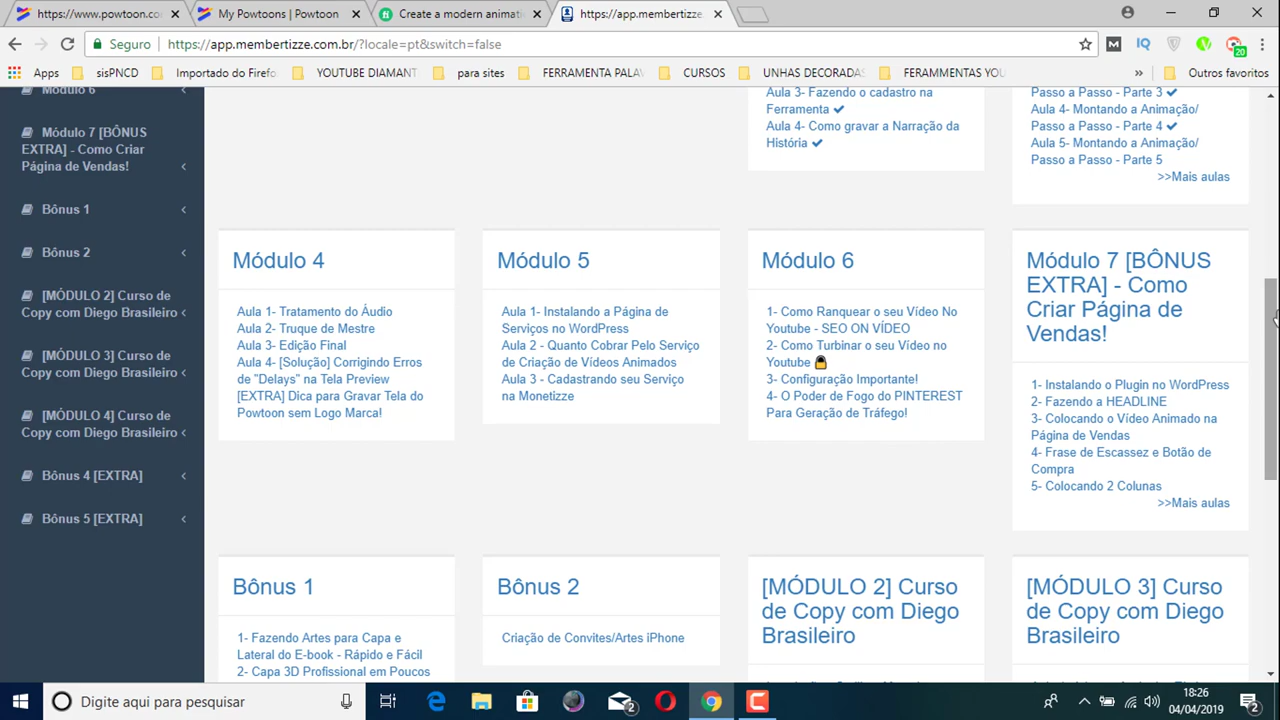 https://www.powtoon.co
My Powtoons | Powtoon
Create a modern animati
https://app.membertizze.
Seguro
https://app.membertizze.com.br/?locale=pt&switch=false
20
Apps
sisPNCD
Importado do Firefo
YOUTUBE DIAMANT
para sites
FERRAMENTA PALAV
CURSOS
UNHAS DECORADAS
FERAMMENTAS YOU
»
Outros favoritos
Módulo 6
Módulo 7 [BÔNUS
EXTRA] - Como Criar
Página de Vendas!
Bônus 1
Bônus 2
[MÓDULO 2] Curso de
Copy com Diego Brasileiro
[MÓDULO 3] Curso de
Copy com Diego Brasileiro
[MÓDULO 4] Curso de
Copy com Diego Brasileiro
Bônus 4 [EXTRA]
Bônus 5 [EXTRA]
Aula 3- Fazendo o cadastro na
Ferramenta ✔
Aula 4- Como gravar a Narração da
História ✔
Passo a Passo - Parte 3 ✔
Aula 4- Montando a Animação/
Passo a Passo - Parte 4 ✔
Aula 5- Montando a Animação/
Passo a Passo - Parte 5
>>Mais aulas
Módulo 4
Aula 1- Tratamento do Áudio
Aula 2- Truque de Mestre
Aula 3- Edição Final
Aula 4- [Solução] Corrigindo Erros
de "Delays" na Tela Preview
[EXTRA] Dica para Gravar Tela do
Powtoon sem Logo Marca!
Módulo 5
Aula 1- Instalando a Página de
Serviços no WordPress
Aula 2 - Quanto Cobrar Pelo Serviço
de Criação de Vídeos Animados
Aula 3 - Cadastrando seu Serviço
na Monetizze
Módulo 6
1- Como Ranquear o seu Vídeo No
Youtube - SEO ON VÍDEO
2- Como Turbinar o seu Vídeo no
Youtube
3- Configuração Importante!
4- O Poder de Fogo do PINTEREST
Para Geração de Tráfego!
Módulo 7 [BÔNUS
EXTRA] - Como
Criar Página de
Vendas!
1- Instalando o Plugin no WordPress
2- Fazendo a HEADLINE
3- Colocando o Vídeo Animado na
Página de Vendas
4- Frase de Escassez e Botão de
Compra
5- Colocando 2 Colunas
>>Mais aulas
Bônus 1
1- Fazendo Artes para Capa e
Lateral do E-book - Rápido e Fácil
2- Capa 3D Profissional em Poucos
Bônus 2
Criação de Convites/Artes iPhone
[MÓDULO 2] Curso
de Copy com Diego
Brasileiro
[MÓDULO 3] Curso
de Copy com Diego
Brasileiro
Digite aqui para pesquisar
2
18:26
04/04/2019
2